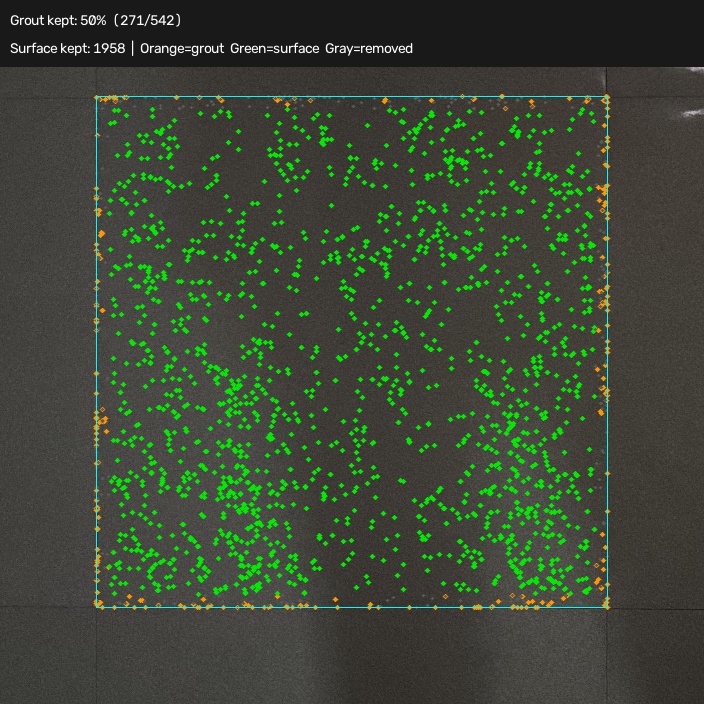 Grout kept: 50% (271/542)
Surface kept: 1958 | Orange=grout Green=surface Gray=removed